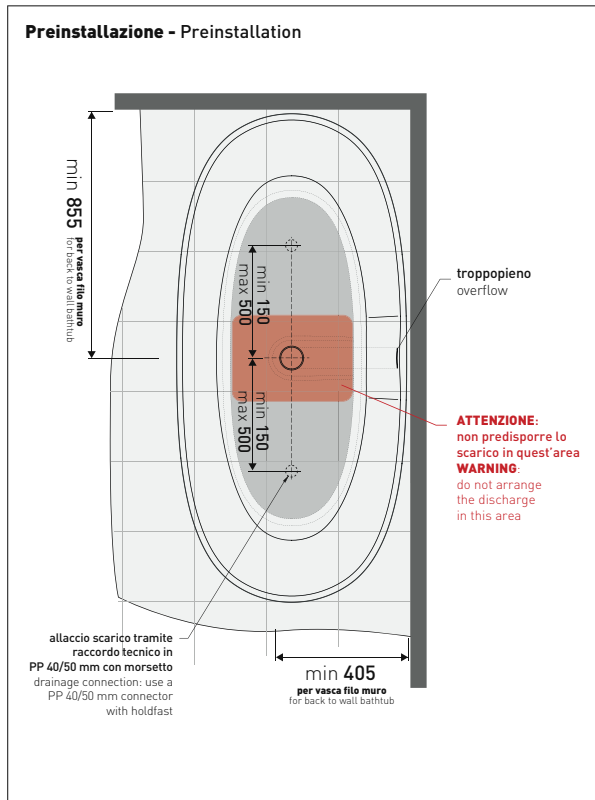 Preinstallazione - Preinstallation
min 855
per vasca filo muro
for back to wall bathtub
min 150
max 500
min 150
max 500
troppopieno
overflow
ATTENZIONE:
non predisporre lo
scarico in quest'area
WARNING:
do not arrange
the discharge
in this area
allaccio scarico tramite
raccordo tecnico in
PP 40/50 mm con morsetto
drainage connection: use a
PP 40/50 mm connector
with holdfast
min 405
per vasca filo muro
for back to wall bathtub